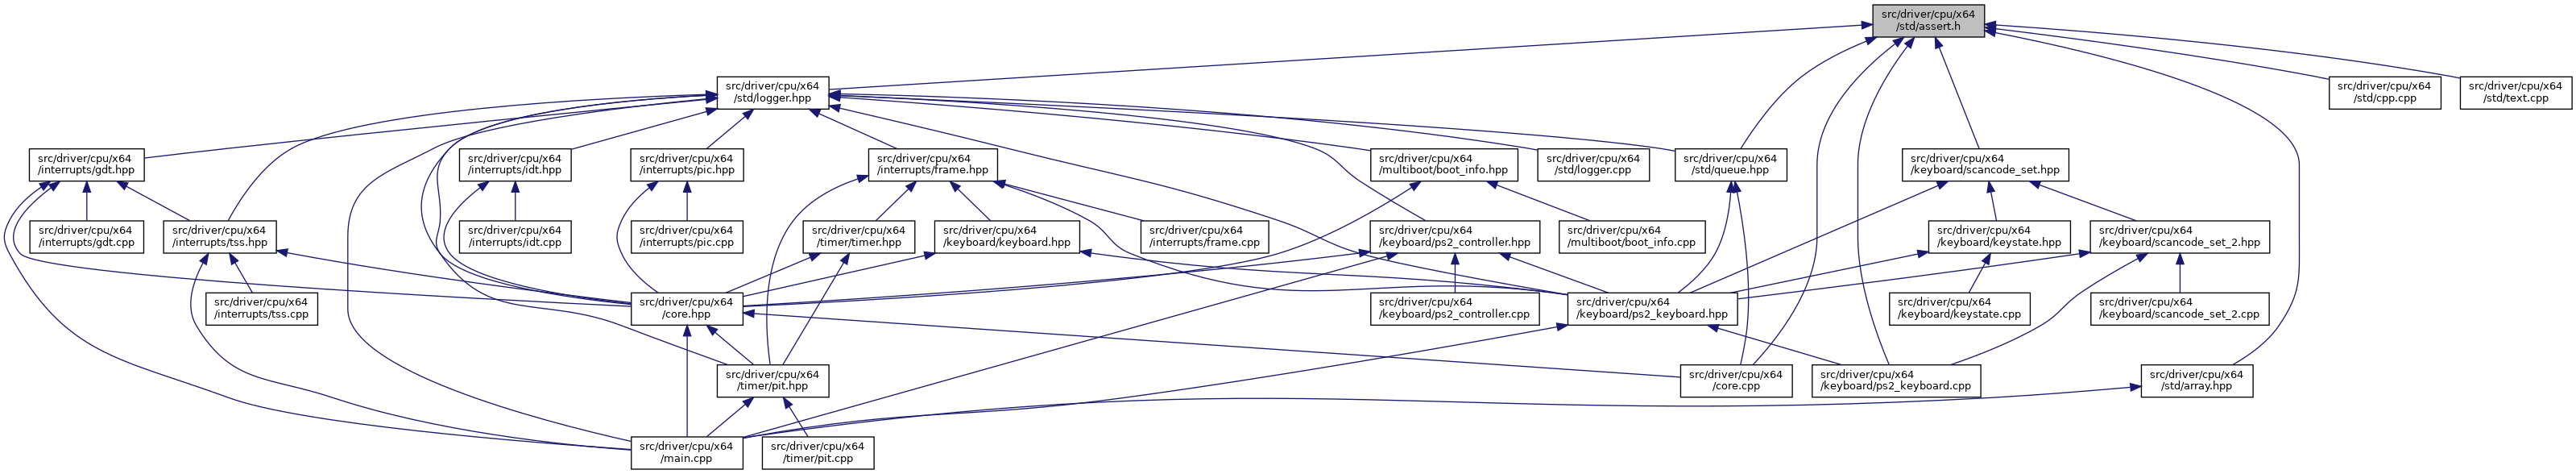 src/driver/cpu/x64
/std/assert.h
src/driver/cpu/x64
/std/logger.hpp
src/driver/cpu/x64
/std/cpp.cpp
src/driver/cpu/x64
/std/text.cpp
src/driver/cpu/x64
/interrupts/gdt.hpp
src/driver/cpu/x64
/interrupts/idt.hpp
src/driver/cpu/x64
/interrupts/pic.hpp
src/driver/cpu/x64
/interrupts/frame.hpp
src/driver/cpu/x64
/multiboot/boot_info.hpp
src/driver/cpu/x64
/std/logger.cpp
src/driver/cpu/x64
/std/queue.hpp
src/driver/cpu/x64
/keyboard/scancode_set.hpp
src/driver/cpu/x64
/interrupts/gdt.cpp
src/driver/cpu/x64
/interrupts/tss.hpp
src/driver/cpu/x64
/interrupts/idt.cpp
src/driver/cpu/x64
/interrupts/pic.cpp
src/driver/cpu/x64
/timer/timer.hpp
src/driver/cpu/x64
/keyboard/keyboard.hpp
src/driver/cpu/x64
/interrupts/frame.cpp
src/driver/cpu/x64
/keyboard/ps2_controller.hpp
src/driver/cpu/x64
/multiboot/boot_info.cpp
src/driver/cpu/x64
/keyboard/keystate.hpp
src/driver/cpu/x64
/keyboard/scancode_set_2.hpp
src/driver/cpu/x64
/interrupts/tss.cpp
src/driver/cpu/x64
/core.hpp
src/driver/cpu/x64
/keyboard/ps2_controller.cpp
src/driver/cpu/x64
/keyboard/ps2_keyboard.hpp
src/driver/cpu/x64
/keyboard/keystate.cpp
src/driver/cpu/x64
/keyboard/scancode_set_2.cpp
src/driver/cpu/x64
/timer/pit.hpp
src/driver/cpu/x64
/core.cpp
src/driver/cpu/x64
/keyboard/ps2_keyboard.cpp
src/driver/cpu/x64
/std/array.hpp
src/driver/cpu/x64
/main.cpp
src/driver/cpu/x64
/timer/pit.cpp